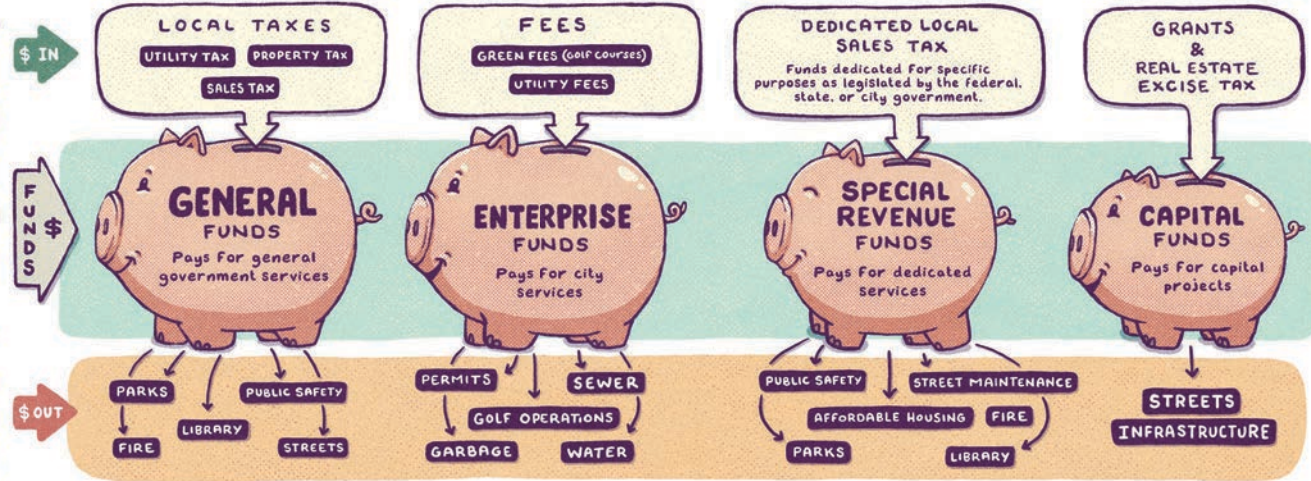 $ IN
LOCAL TAXES
UTILITY TAX
PROPERTY TAX
SALES TAX
FEES
GREEN FEES (GOLF COURSES)
UTILITY FEES
DEDICATED LOCAL
SALES TAX
Funds dedicated for specific
purposes as legislated by the federal,
state, or city government.
GRANTS
&
REAL ESTATE
EXCISE TAX
FUNDS
$
GENERAL
FUNDS
Pays for general
government services
ENTERPRISE
FUNDS
Pays for city
services
SPECIAL
REVENUE
FUNDS
Pays for dedicated
services
CAPITAL
FUNDS
Pays for capital
projects
$ OUT
PARKS
PUBLIC SAFETY
LIBRARY
FIRE
STREETS
PERMITS
SEWER
GOLF OPERATIONS
GARBAGE
WATER
PUBLIC SAFETY
STREET MAINTENANCE
AFFORDABLE HOUSING
FIRE
PARKS
LIBRARY
STREETS
INFRASTRUCTURE